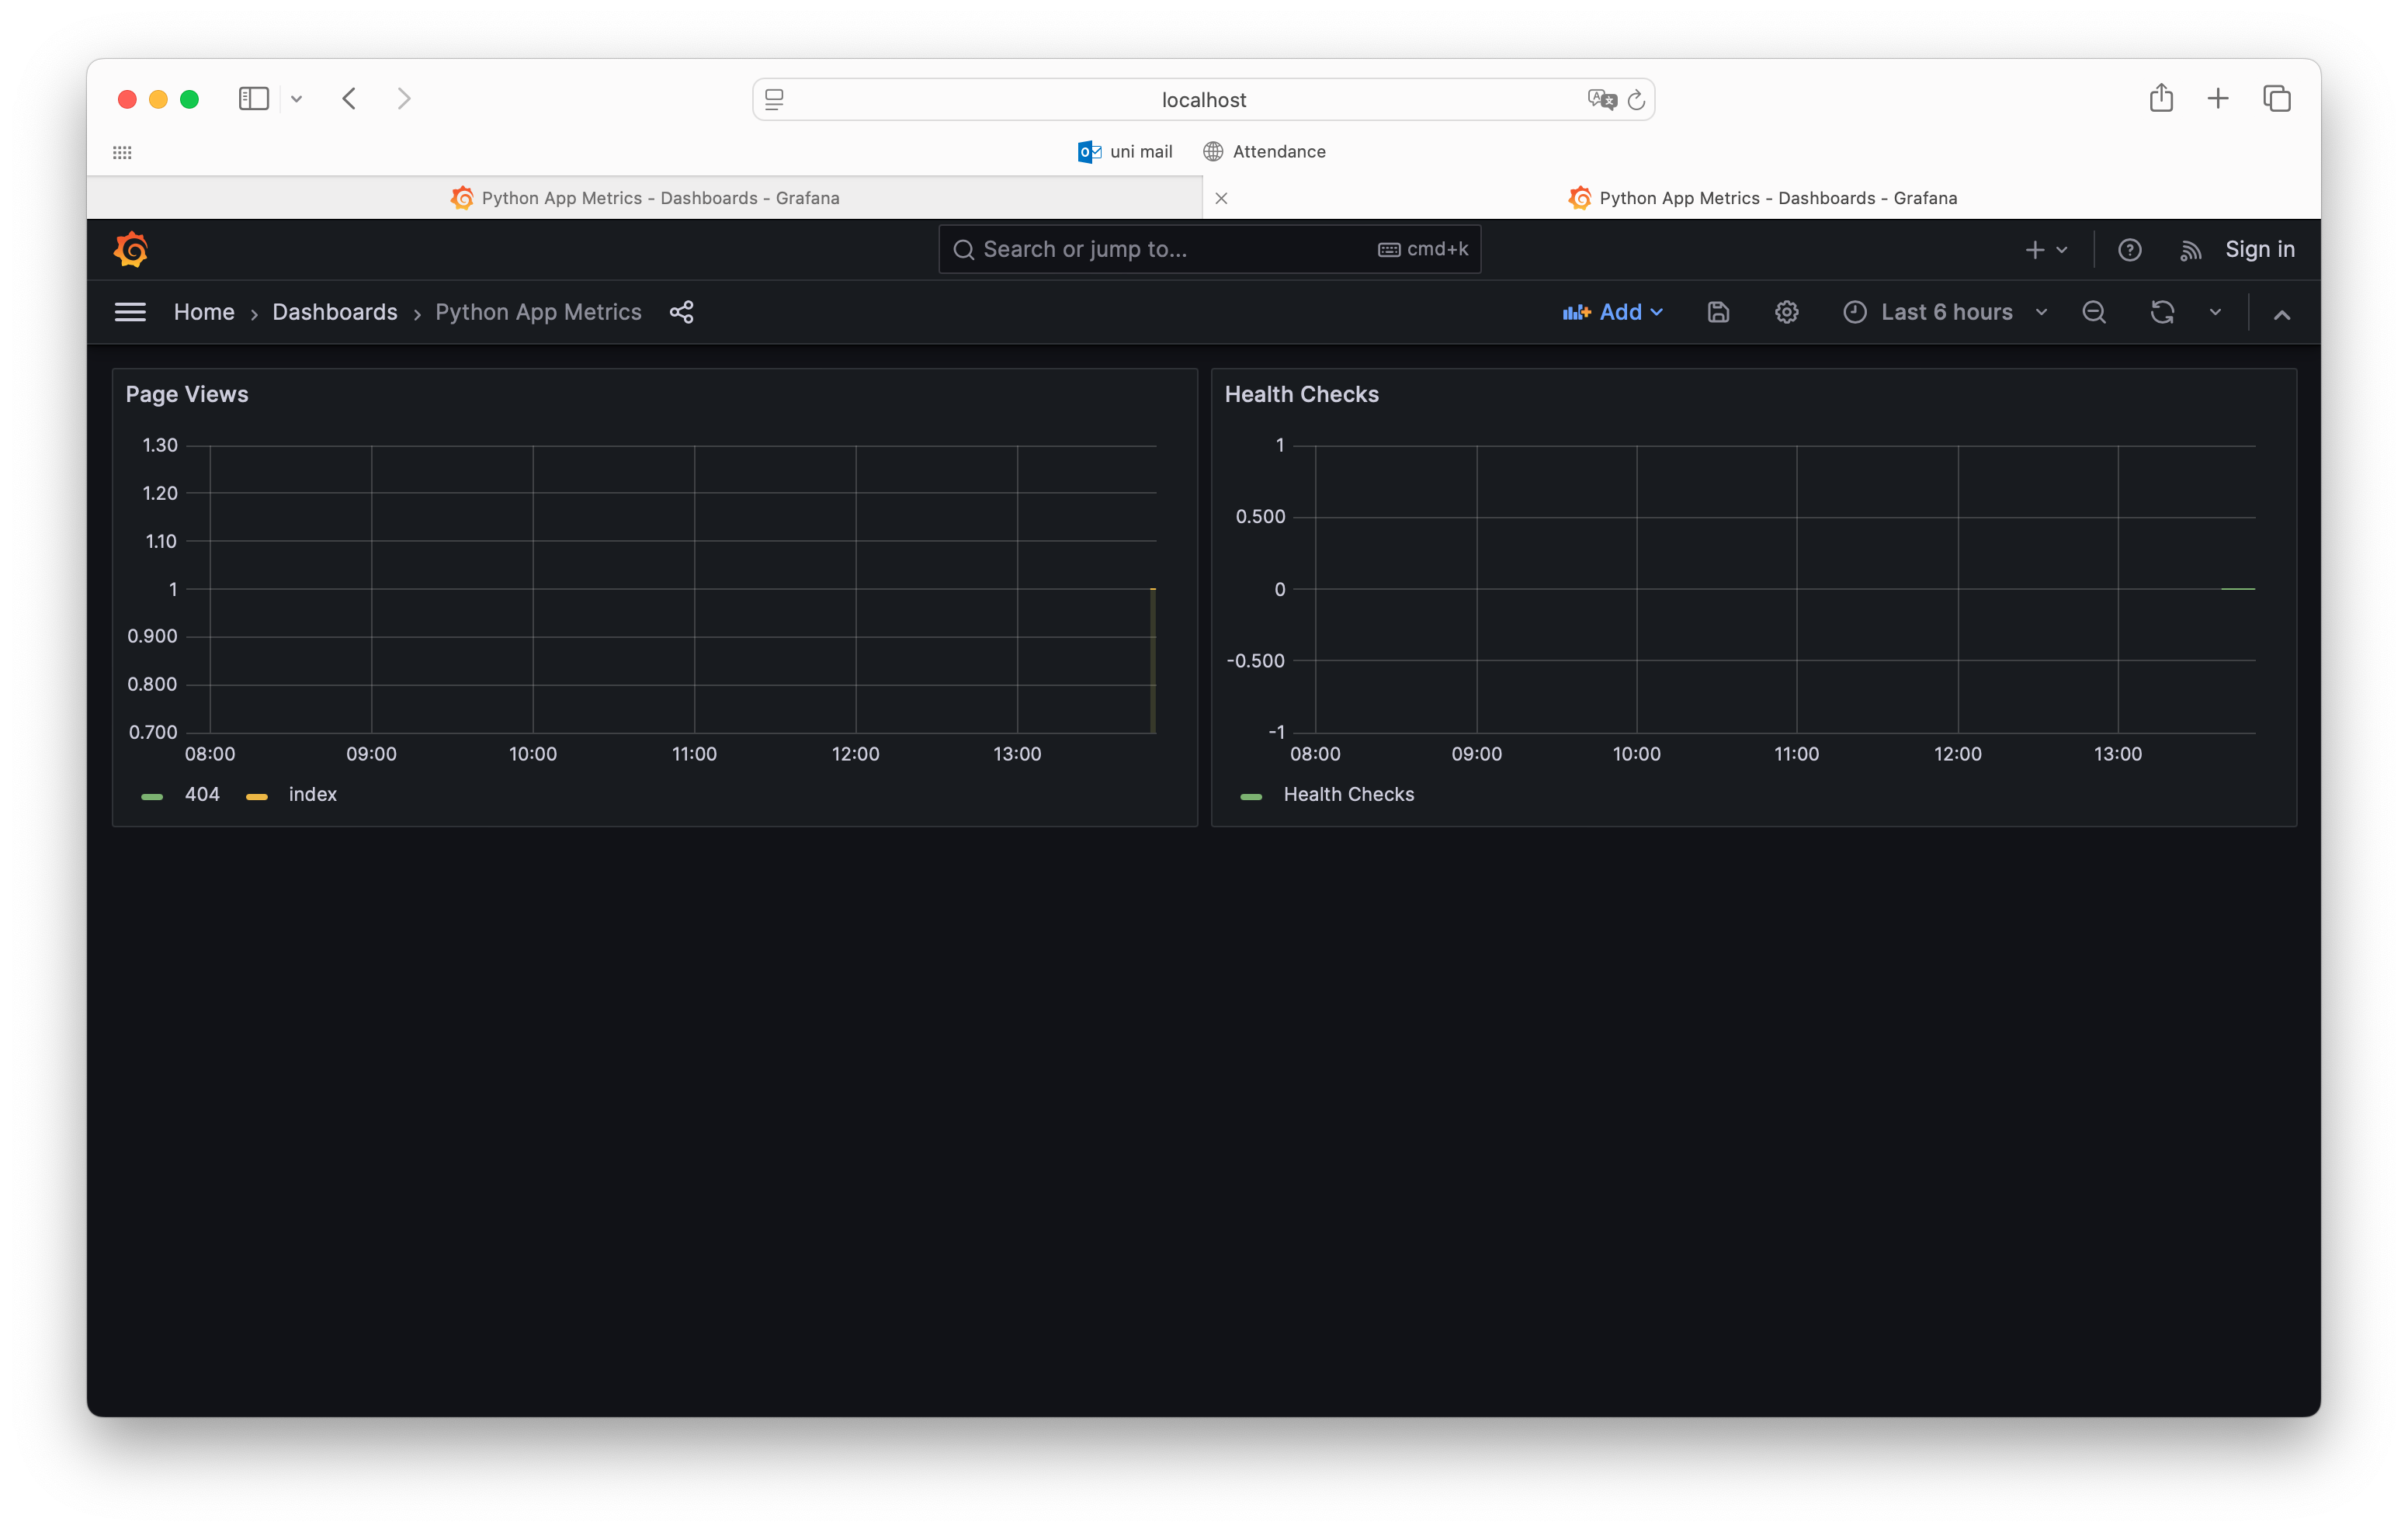 localhost
uni mail Attendance
Python App Metrics - Dashboards - Grafana Python App Metrics - Dashboards - Grafana
Search or jump to... cmd+k Sign in
Home › Dashboards › Python App Metrics Add Last 6 hours
Page Views
1.30
1.20
1.10
1
0.900
0.800
0.700
08:00 09:00 10:00 11:00 12:00 13:00
404 index
Health Checks
1
0.500
0
-0.500
-1
08:00 09:00 10:00 11:00 12:00 13:00
Health Checks